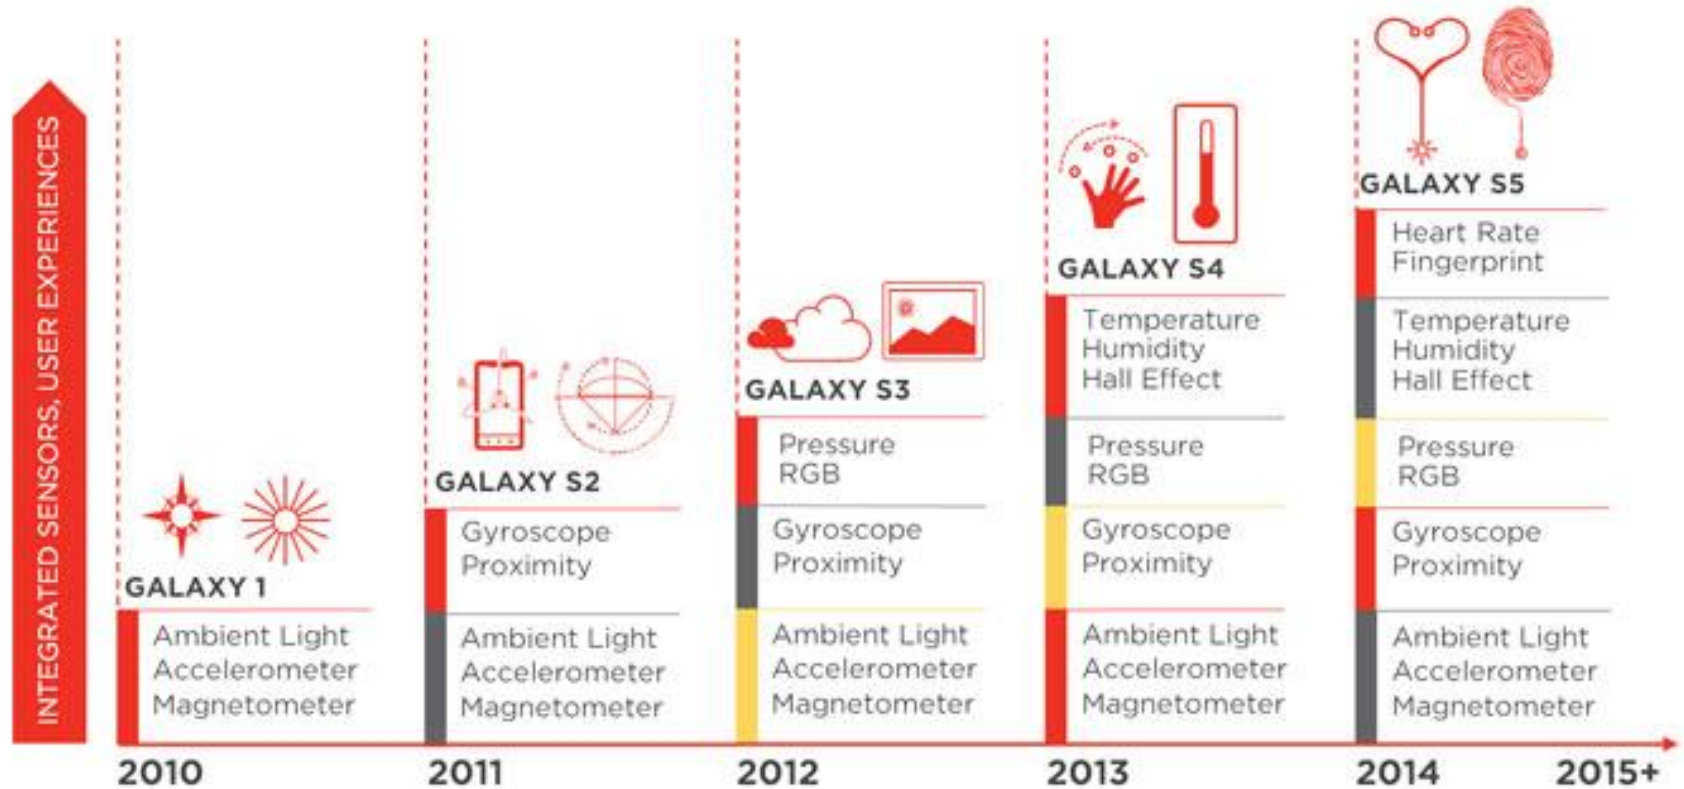 INTEGRATED SENSORS, USER EXPERIENCES
GALAXY 1
Ambient Light
Accelerometer
Magnetometer
2010
GALAXY S2
Gyroscope
Proximity
Ambient Light
Accelerometer
Magnetometer
2011
GALAXY S3
Pressure
RGB
Gyroscope
Proximity
Ambient Light
Accelerometer
Magnetometer
2012
GALAXY S4
Temperature
Humidity
Hall Effect
Pressure
RGB
Gyroscope
Proximity
Ambient Light
Accelerometer
Magnetometer
2013
GALAXY S5
Heart Rate
Fingerprint
Temperature
Humidity
Hall Effect
Pressure
RGB
Gyroscope
Proximity
Ambient Light
Accelerometer
Magnetometer
2014
2015+